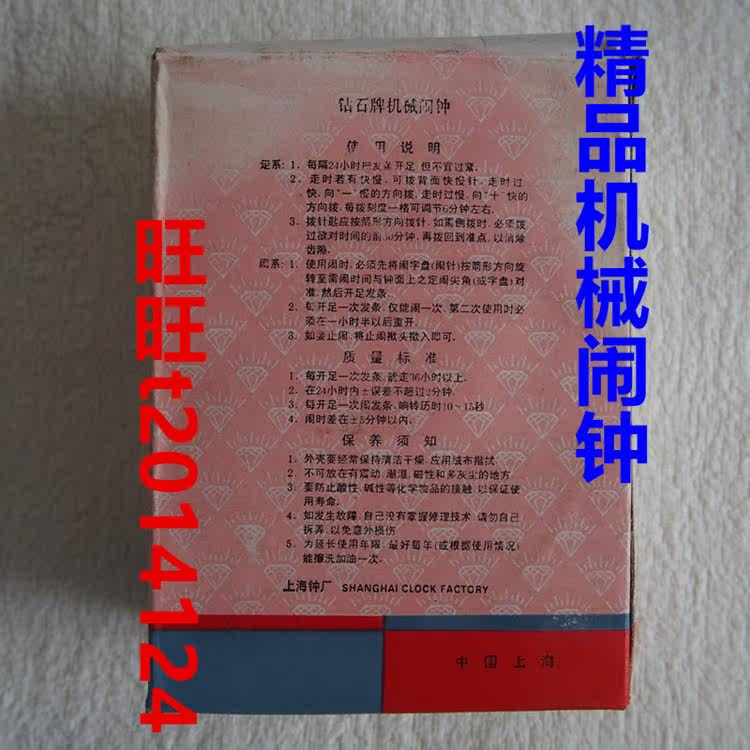 精品机械闹钟
旺旺t2014124
钻石牌机械闹钟
使用说明
走系：1．每隔24小时把发条开足，但不宜过紧．
2．走时若有快慢，可拨背面快慢针，走时过
快，向“－”慢的方向拨，走时过慢，向“＋”快的
方向拨，每拨刻度一格可调节6分钟左右．
3．拨针匙应按箭形方向拨针，如需倒拨时，必须拨
过欲对时间的前30分钟，再拨回到准点，以消除
齿隙．
闹系：1．使用闹时，必须先将闹字盘(闹针)按箭形方向旋
转至需闹时间与钟面上之定闹尖角(或字盘)对
准，然后开足发条．
2．每开足一次发条，仅能闹一次，第二次使用时必
须在一小时半以后重开．
3．如要止闹，将止闹揿头揿入即可．
质量标准
1．每开足一次发条，能走36小时以上．
2．在24小时内±误差不超过2分钟．
3．每开足一次闹发条，响铃历时10～15秒．
4．闹时差在±5分钟以内．
保养须知
1．外壳要经常保持清洁干燥，应用绒布揩拭．
2．不可放在有震动、潮湿、磁性和多灰尘的地方．
3．要防止酸性、碱性等化学物品的接触，以保证使
用寿命．
4．如发生故障，自己没有掌握修理技术，请勿自己
拆弄，以免意外损伤．
5．为延长使用年限，最好每年(或根据使用情况)
能擦洗加油一次．
上海钟厂 SHANGHAI CLOCK FACTORY
中国上海